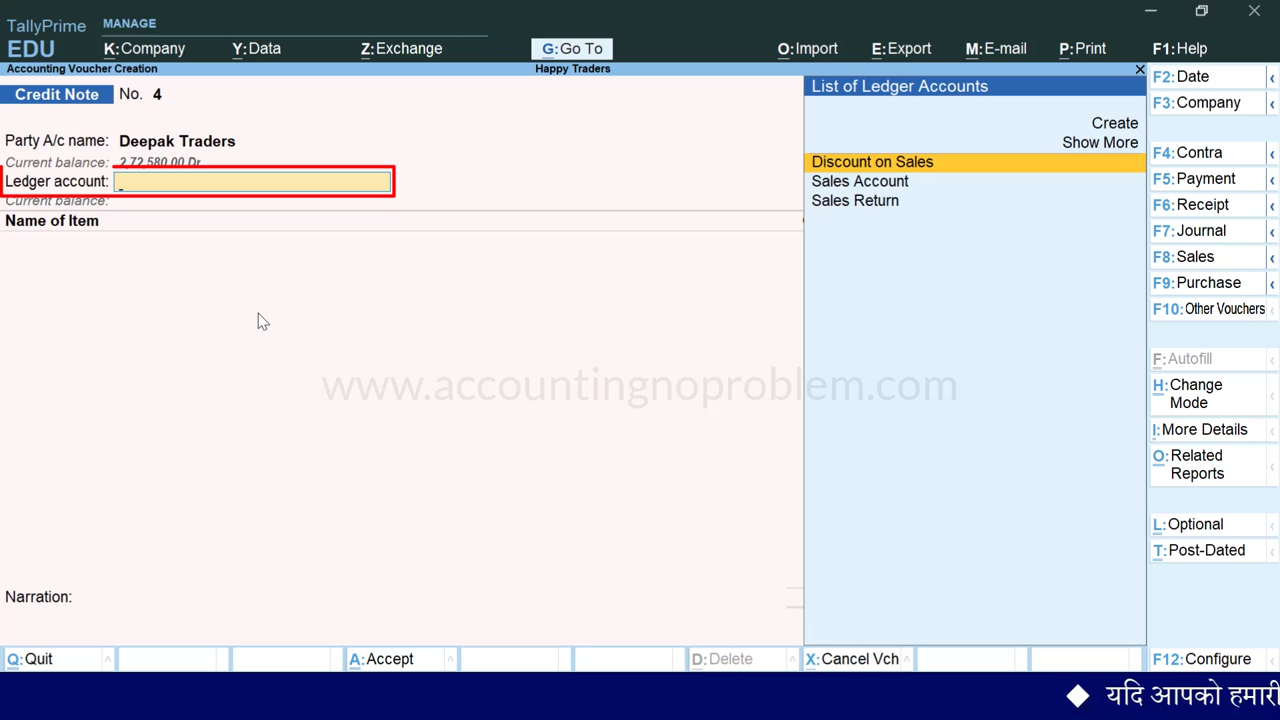 TallyPrime
EDU
MANAGE
K:Company
Y:Data
Z:Exchange
G:Go To
O:Import
E:Export
M:E-mail
P:Print
F1:Help
Accounting Voucher Creation
Happy Traders
Credit Note No. 4
Party A/c name: Deepak Traders
Current balance: 2,72,580.00 Dr
Ledger account:
Current balance:
Name of Item
Narration:
List of Ledger Accounts
Create
Show More
Discount on Sales
Sales Account
Sales Return
F2:Date
F3:Company
F4:Contra
F5:Payment
F6:Receipt
F7:Journal
F8:Sales
F9:Purchase
F10:Other Vouchers
F:Autofill
H:Change
Mode
I:More Details
O:Related
Reports
L:Optional
T:Post-Dated
www.accountingnoproblem.com
Q:Quit
A:Accept
D:Delete
X:Cancel Vch
F12:Configure
यदि आपको हमारी